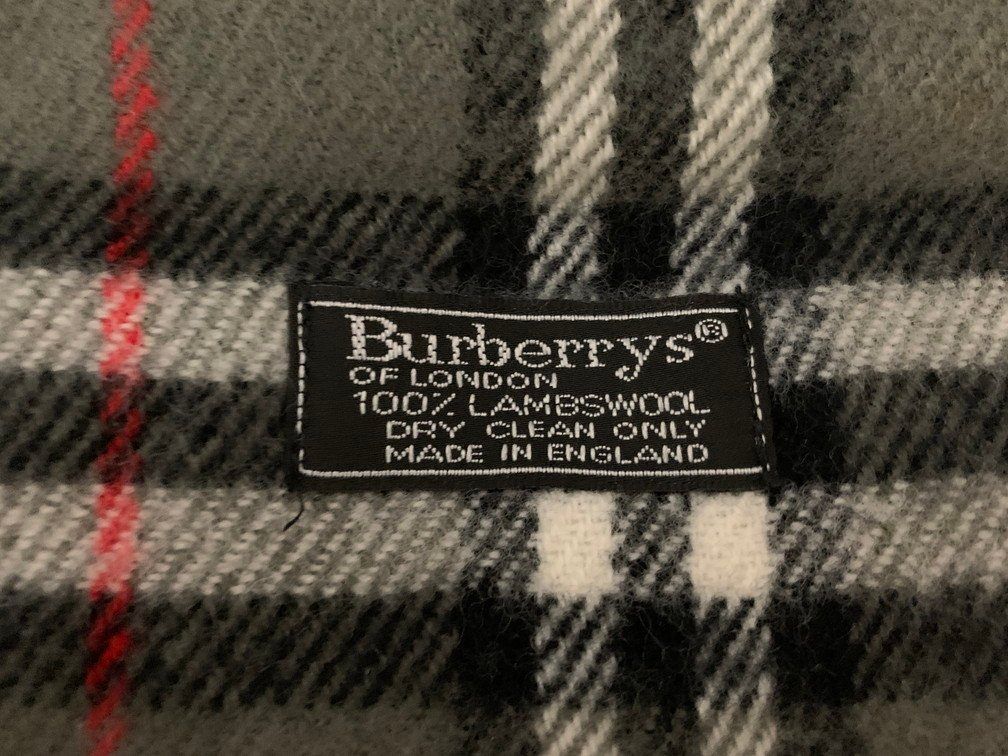 Burberrys®
OF LONDON
100% LAMBSWOOL
DRY CLEAN ONLY
MADE IN ENGLAND